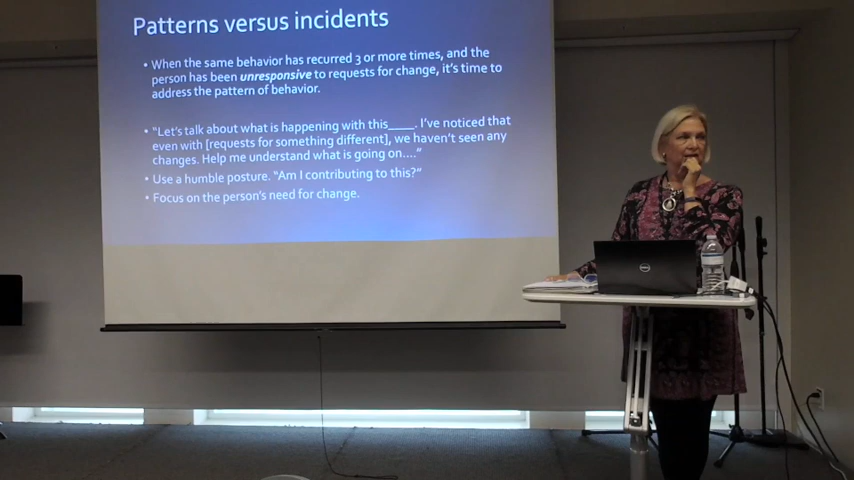 Patterns versus incidents
• When the same behavior has recurred 3 or more times, and the
person has been unresponsive to requests for change, it's time to
address the pattern of behavior.
• "Let's talk about what is happening with this____. I've noticed that
even with [requests for something different], we haven't seen any
changes. Help me understand what is going on...."
• Use a humble posture. "Am I contributing to this?"
• Focus on the person's need for change.
DELL